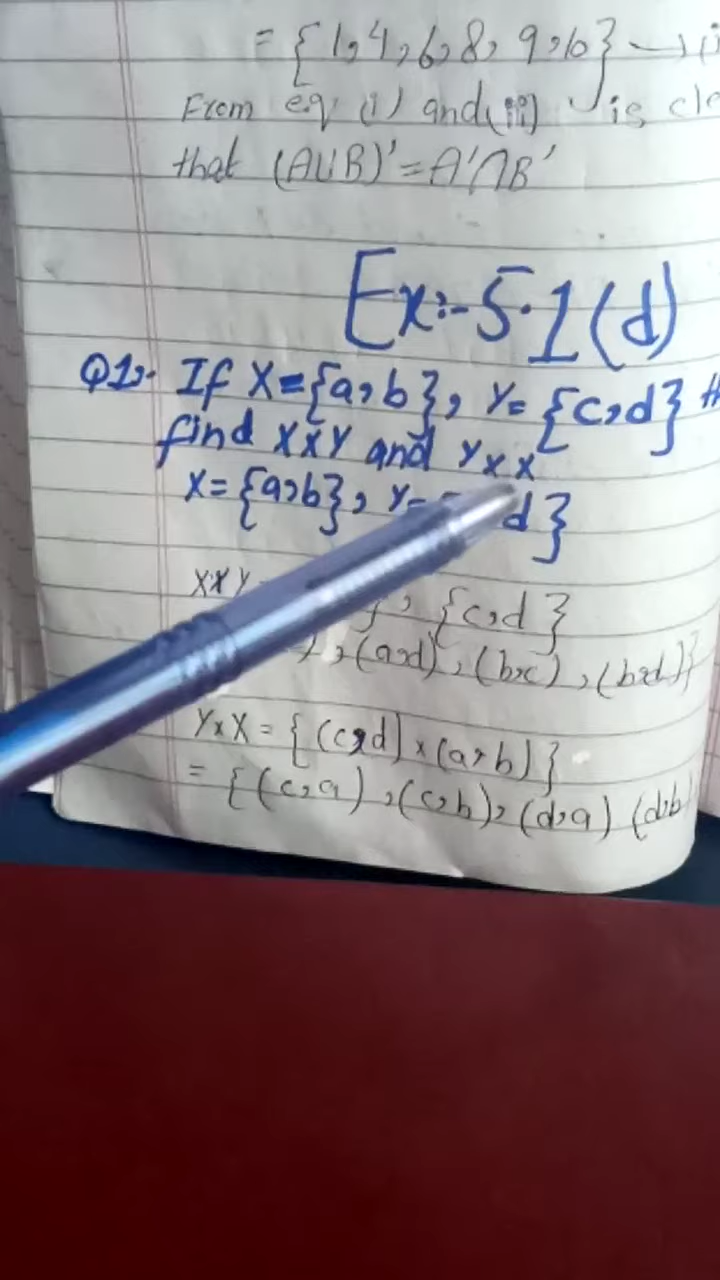 = {1,4,6,8,9,10}
From eq (i) and (ii) is
that (AUB)'=A'∩B'
Ex:- 5.1(d)
Q1:- If X={a,b}, Y={c,d}
find X×Y and Y×X
X={a,b}, Y= d}
X×Y , {c,d}
, (a,d), (b,c), (b,d)}
Y×X = {(c,d)×(a,b)}
= {(c,a),(c,b),(d,a) (d,b